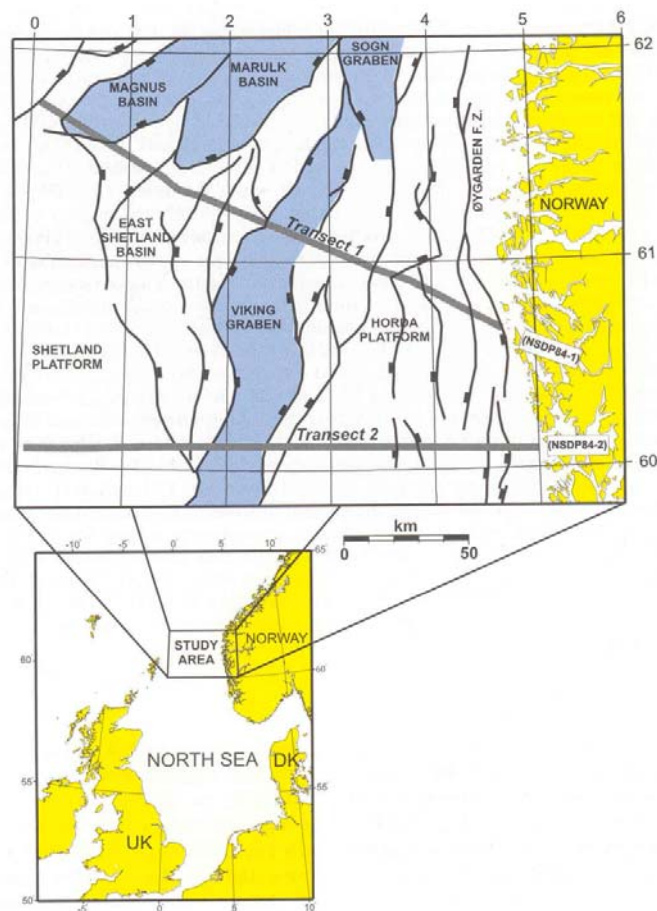 0 1 2 3 4 5 6
62
SOGN
GRABEN
MARULK
BASIN
MAGNUS
BASIN
ØYGARDEN F. Z.
NORWAY
EAST
SHETLAND
BASIN
Transect 1
61
VIKING
GRABEN
HORDA
PLATFORM
SHETLAND
PLATFORM
(NSDP84-1)
Transect 2
(NSDP84-2)
60
km
0 50
-10 -5 0 5 10
65
STUDY
AREA
NORWAY
60
60
NORTH SEA
DK
55
55
UK
50
-5 0 5 10